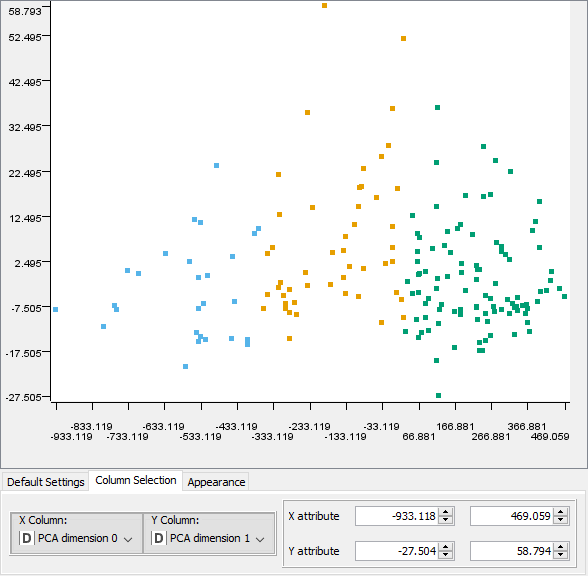 58.793
52.495
42.495
32.495
22.495
12.495
2.495
-7.505
-17.505
-27.505
-833.119 -633.119 -433.119 -233.119 -33.119 166.881 366.881
-933.119 -733.119 -533.119 -333.119 -133.119 66.881 266.881 469.059
Default Settings Column Selection Appearance
X Column: Y Column:
D PCA dimension 0 D PCA dimension 1
X attribute -933.118 469.059
Y attribute -27.504 58.794